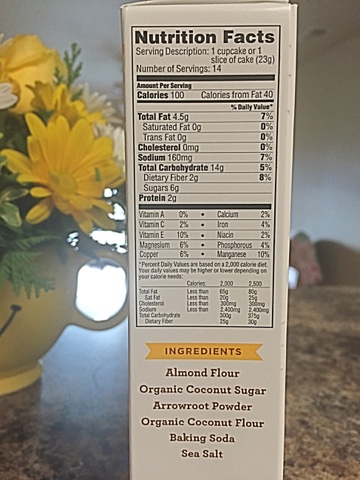 Nutrition Facts
Serving Description: 1 cupcake or 1
slice of cake (23g)
Number of Servings: 14
Amount Per Serving
Calories 100 Calories from Fat 40
% Daily Value*
Total Fat 4.5g 7%
Saturated Fat 0g 0%
Trans Fat 0g 0%
Cholesterol 0mg 0%
Sodium 160mg 7%
Total Carbohydrate 14g 5%
Dietary Fiber 2g 8%
Sugars 6g
Protein 2g
Vitamin A 0% • Calcium 2%
Vitamin C 2% • Iron 4%
Vitamin E 10% • Niacin 2%
Magnesium 6% • Phosphorous 4%
Copper 6% • Manganese 10%
*Percent Daily Values are based on a 2,000 calorie diet.
Your daily values may be higher or lower depending on
your calorie needs:
Calories: 2,000 2,500
Total Fat Less than 65g 80g
Sat Fat Less than 20g 25g
Cholesterol Less than 300mg 300mg
Sodium Less than 2,400mg 2,400mg
Total Carbohydrate 300g 375g
Dietary Fiber 25g 30g
INGREDIENTS
Almond Flour
Organic Coconut Sugar
Arrowroot Powder
Organic Coconut Flour
Baking Soda
Sea Salt